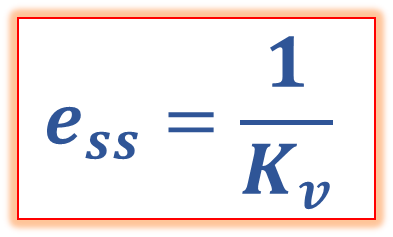 e_ss = 1/K_v